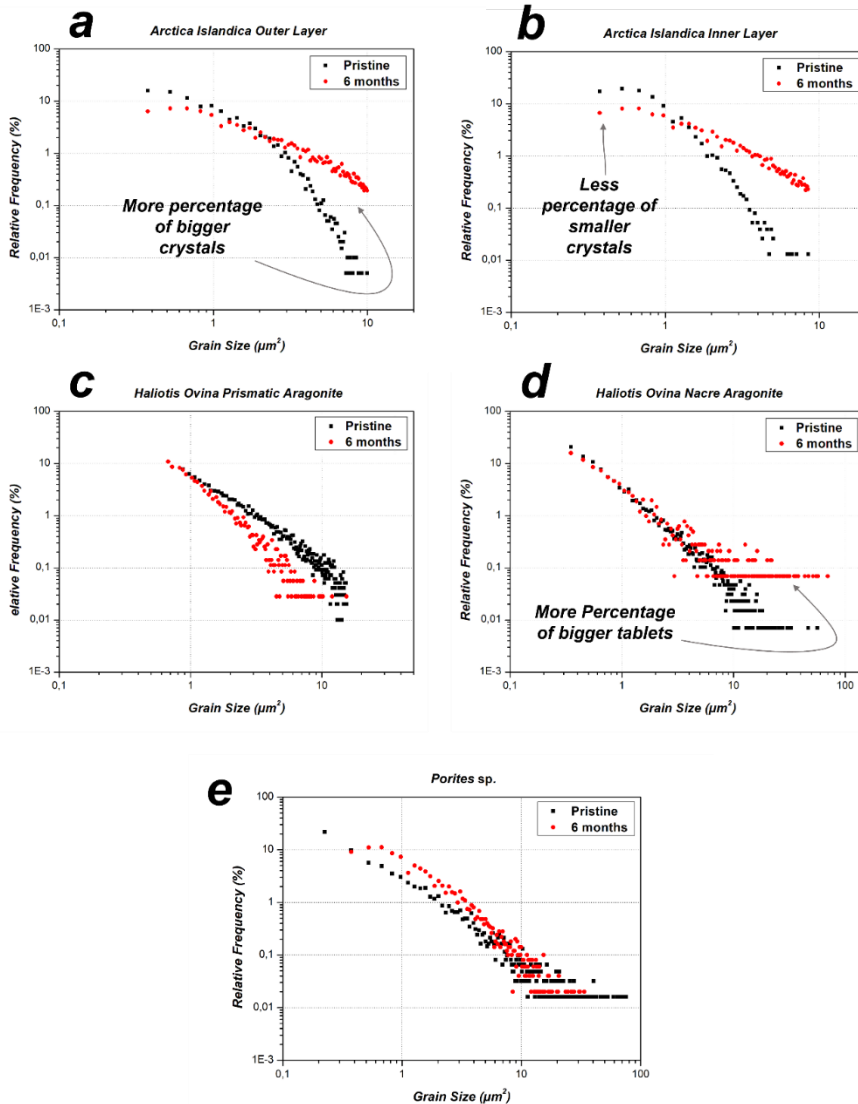 a
Arctica Islandica Outer Layer
Pristine
6 months
100
10
1
0,1
0,01
1E-3
Relative Frequency (%)
More percentage
of bigger
crystals
0,1
1
10
Grain Size (µm²)
b
Arctica Islandica Inner Layer
Pristine
6 months
100
10
1
0,1
0,01
1E-3
Relative Frequency (%)
Less
percentage of
smaller
crystals
0,1
1
10
Grain Size (µm²)
c
Haliotis Ovina Prismatic Aragonite
Pristine
6 months
100
10
1
0,1
0,01
1E-3
elative Frequency (%)
0,1
1
10
Grain Size (µm²)
d
Haliotis Ovina Nacre Aragonite
Pristine
6 months
100
10
1
0,1
0,01
1E-3
Relative Frequency (%)
More Percentage
of bigger tablets
0,1
1
10
100
Grain Size (µm²)
e
Porites sp.
Pristine
6 months
100
10
1
0,1
0,01
1E-3
Relative Frequency (%)
0,1
1
10
100
Grain Size (µm²)